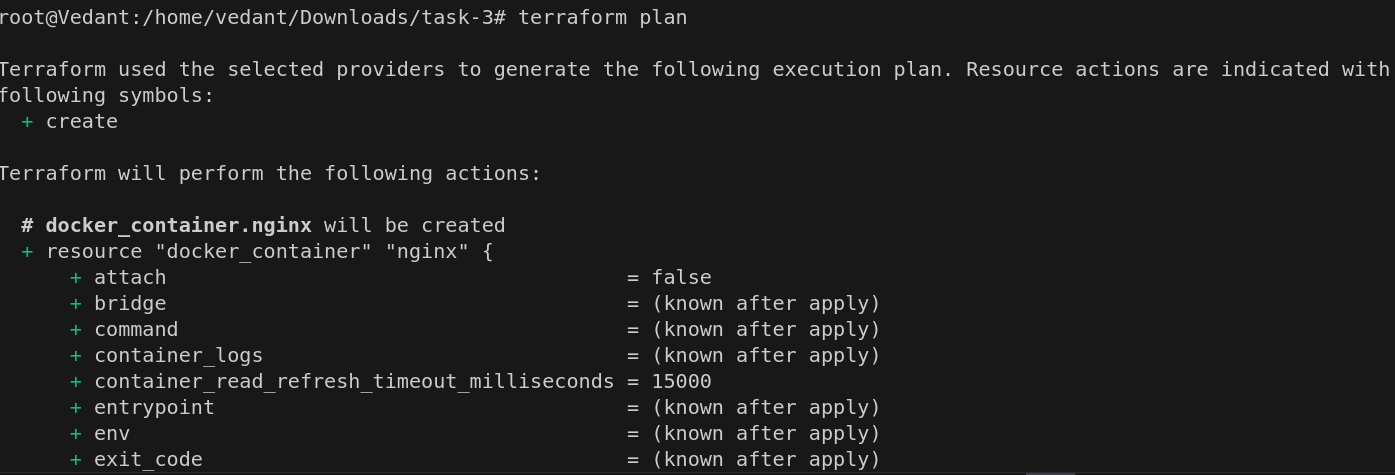 root@Vedant:/home/vedant/Downloads/task-3# terraform plan
Terraform used the selected providers to generate the following execution plan. Resource actions are indicated with
following symbols:
+ create
Terraform will perform the following actions:
# docker_container.nginx will be created
+ resource "docker_container" "nginx" {
+ attach = false
+ bridge = (known after apply)
+ command = (known after apply)
+ container_logs = (known after apply)
+ container_read_refresh_timeout_milliseconds = 15000
+ entrypoint = (known after apply)
+ env = (known after apply)
+ exit_code = (known after apply)